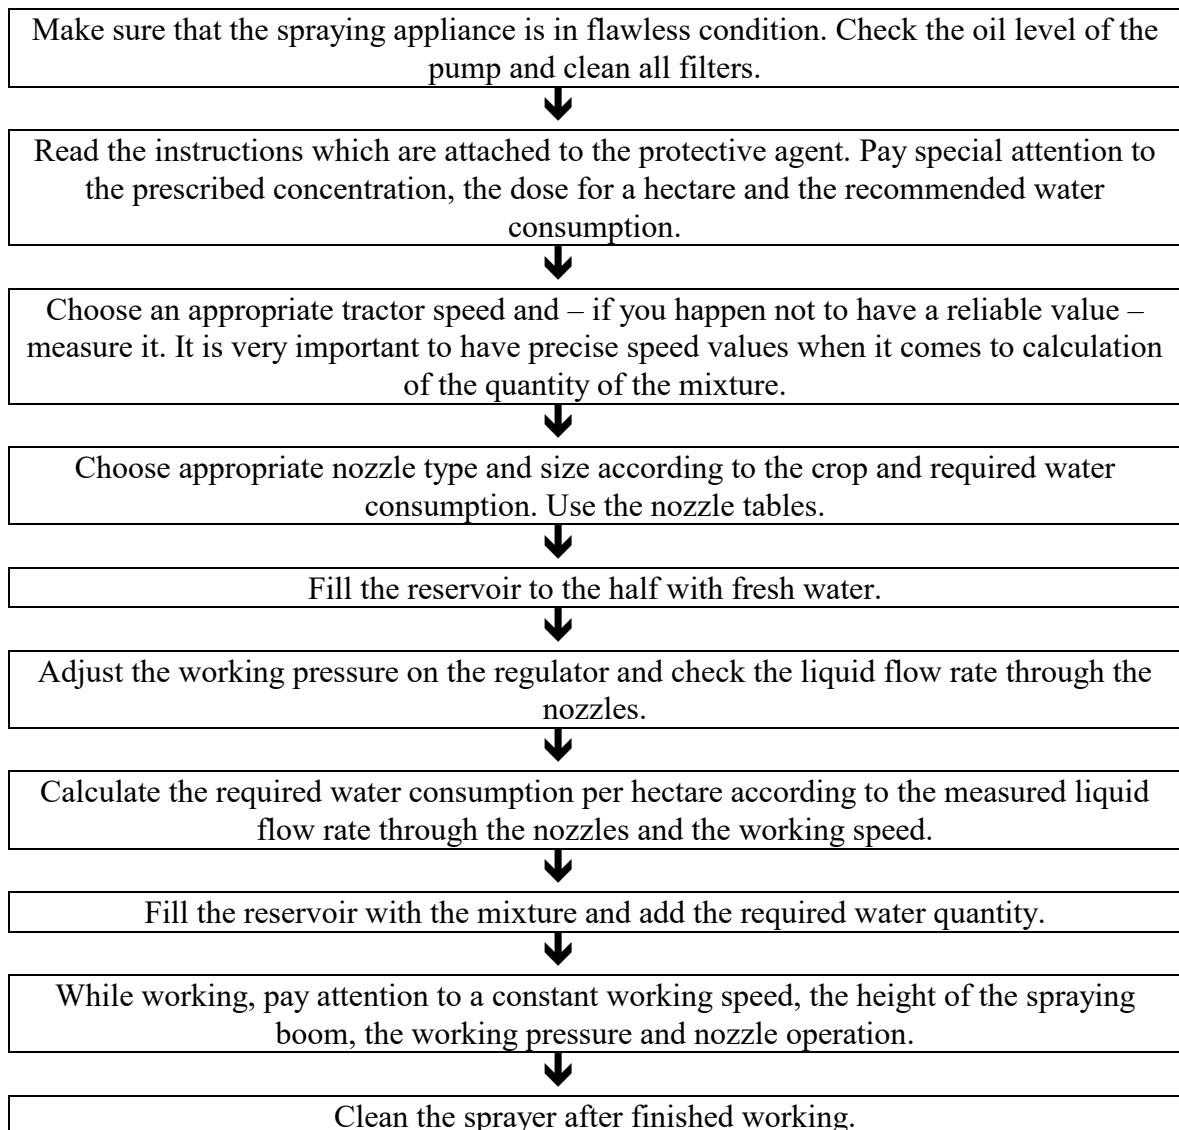 Make sure that the spraying appliance is in flawless condition. Check the oil level of the
pump and clean all filters.
Read the instructions which are attached to the protective agent. Pay special attention to
the prescribed concentration, the dose for a hectare and the recommended water
consumption.
Choose an appropriate tractor speed and – if you happen not to have a reliable value –
measure it. It is very important to have precise speed values when it comes to calculation
of the quantity of the mixture.
Choose appropriate nozzle type and size according to the crop and required water
consumption. Use the nozzle tables.
Fill the reservoir to the half with fresh water.
Adjust the working pressure on the regulator and check the liquid flow rate through the
nozzles.
Calculate the required water consumption per hectare according to the measured liquid
flow rate through the nozzles and the working speed.
Fill the reservoir with the mixture and add the required water quantity.
While working, pay attention to a constant working speed, the height of the spraying
boom, the working pressure and nozzle operation.
Clean the sprayer after finished working.